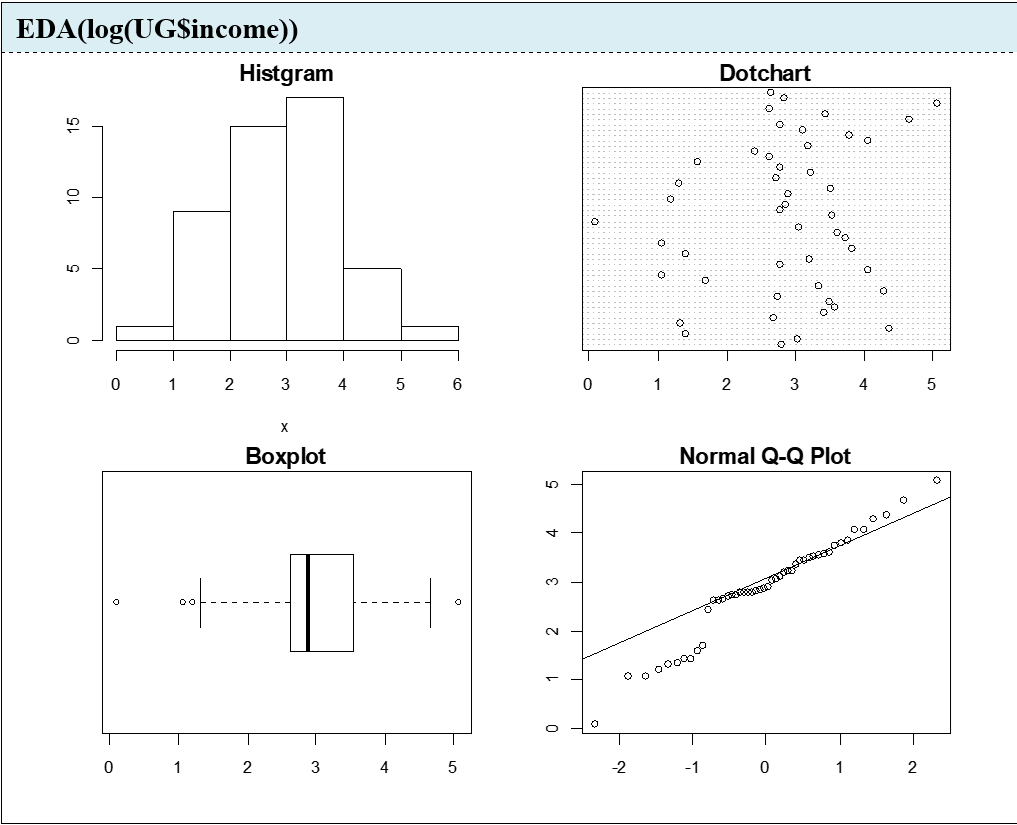 EDA(log(UG$income))
Histgram
15
10
5
0
0 1 2 3 4 5 6
x
Dotchart
0 1 2 3 4 5
Boxplot
0 1 2 3 4 5
Normal Q-Q Plot
5
4
3
2
1
0
-2 -1 0 1 2